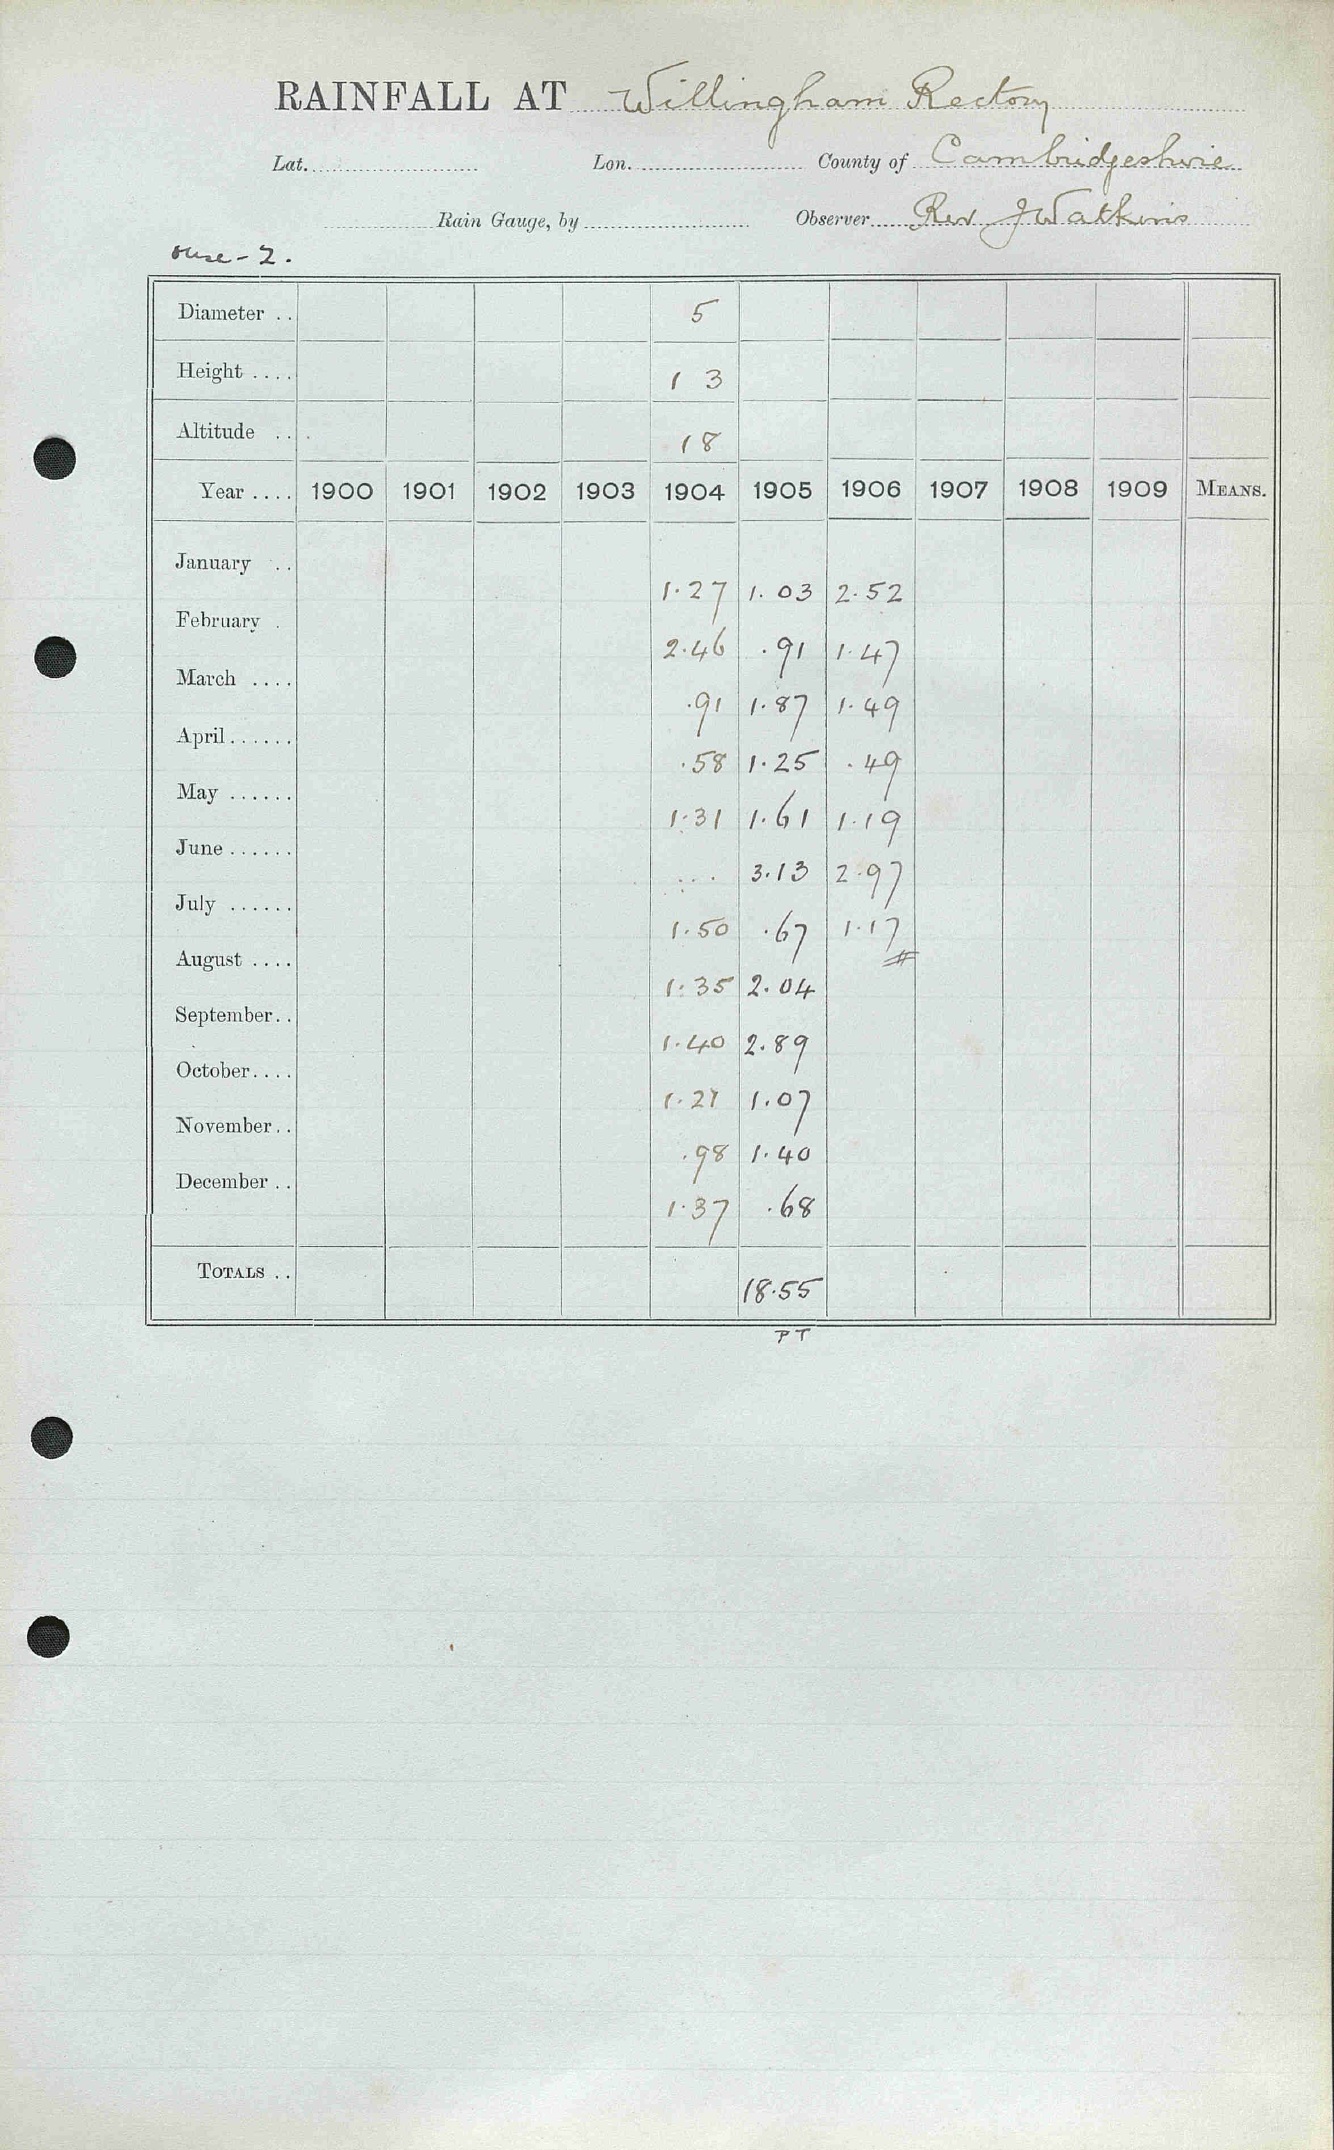 RAINFALL AT Willingham Rectory
Lat. Lon. County of Cambridgeshire
Rain Gauge, by Observer Rev J Watkins
Ouse - 2.
Diameter . . 5
Height . . . . 1 3
Altitude . . 18
Year . . . . 1900 1901 1902 1903 1904 1905 1906 1907 1908 1909 MEANS.
January . .
1.27 1.03 2.52
February .
2.46 .91 1.47
March . . . .
.91 1.87 1.49
April . . . . . .
.58 1.25 .49
May . . . . . .
1.31 1.61 1.19
June . . . . . .
... 3.13 2.97
July . . . . . .
1.50 .67 1.17
August . . . .
1.35 2.04
September. .
1.40 2.89
October. . . .
1.07
November. .
.98 1.40
December . .
1.37 .68
TOTALS . .
18.55
PT